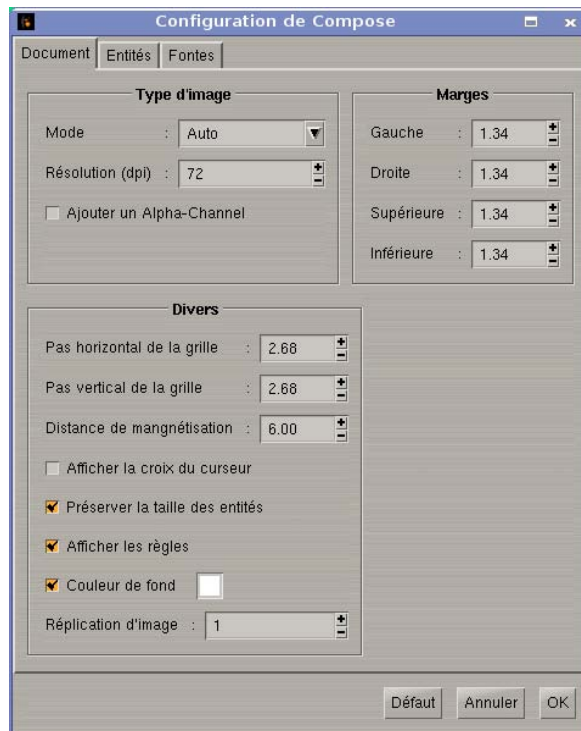 Configuration de Compose
Document Entités Fontes
Type d'image
Mode : Auto
Résolution (dpi) : 72
Ajouter un Alpha-Channel
Marges
Gauche : 1.34
Droite : 1.34
Supérieure : 1.34
Inférieure : 1.34
Divers
Pas horizontal de la grille : 2.68
Pas vertical de la grille : 2.68
Distance de mangnétisation : 6.00
Afficher la croix du curseur
Préserver la taille des entités
Afficher les règles
Couleur de fond
Réplication d'image : 1
Défaut Annuler OK